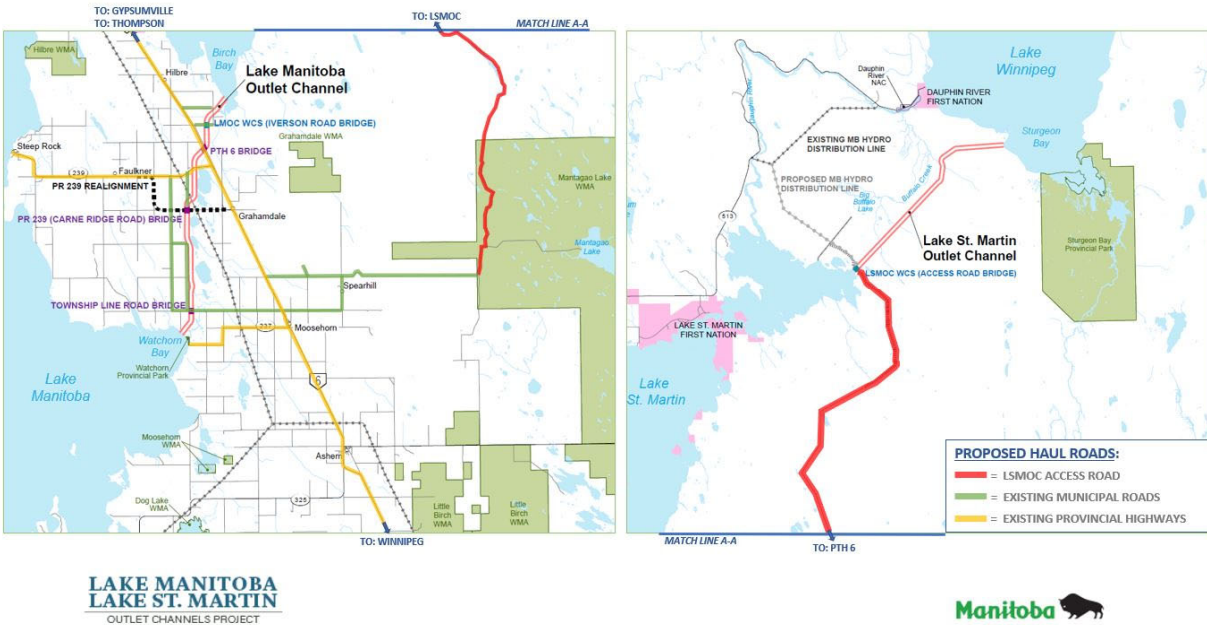 TO: GYPSUMVILLE
TO: THOMPSON
TO: LSMOC
MATCH LINE A-A
Hilbre WMA
Hilbre
Birch
Bay
Lake Manitoba
Outlet Channel
LMOC WCS (IVERSON ROAD BRIDGE)
Grahamdale WMA
PTH 6 BRIDGE
Steep Rock
239
Faulkner
PR 239 REALIGNMENT
Mantagao Lake
WMA
PR 239 (CARNE RIDGE ROAD) BRIDGE
Grahamdale
Mantagao
Lake
Spearhill
TOWNSHIP LINE ROAD BRIDGE
237
Moosehorn
Watchorn
Bay
Watchorn
Provincial Park
Lake
Manitoba
6
Moosehorn
WMA
Ashern
325
Dog Lake
WMA
Little
Birch
WMA
Little
Birch
WMA
TO: WINNIPEG
Lake
Winnipeg
Dauphin
River
NAC
DAUPHIN RIVER
FIRST NATION
Dauphin River
Sturgeon
Bay
EXISTING MB HYDRO
DISTRIBUTION LINE
PROPOSED MB HYDRO
DISTRIBUTION LINE
Buffalo Creek
Big
Buffalo
Lake
513
Lake St. Martin
Outlet Channel
Sturgeon Bay
Provincial Park
LSMOC WCS (ACCESS ROAD BRIDGE)
LAKE ST. MARTIN
FIRST NATION
Lake
St. Martin
PROPOSED HAUL ROADS:
= LSMOC ACCESS ROAD
= EXISTING MUNICIPAL ROADS
= EXISTING PROVINCIAL HIGHWAYS
MATCH LINE A-A
TO: PTH 6
LAKE MANITOBA
LAKE ST. MARTIN
OUTLET CHANNELS PROJECT
Manitoba